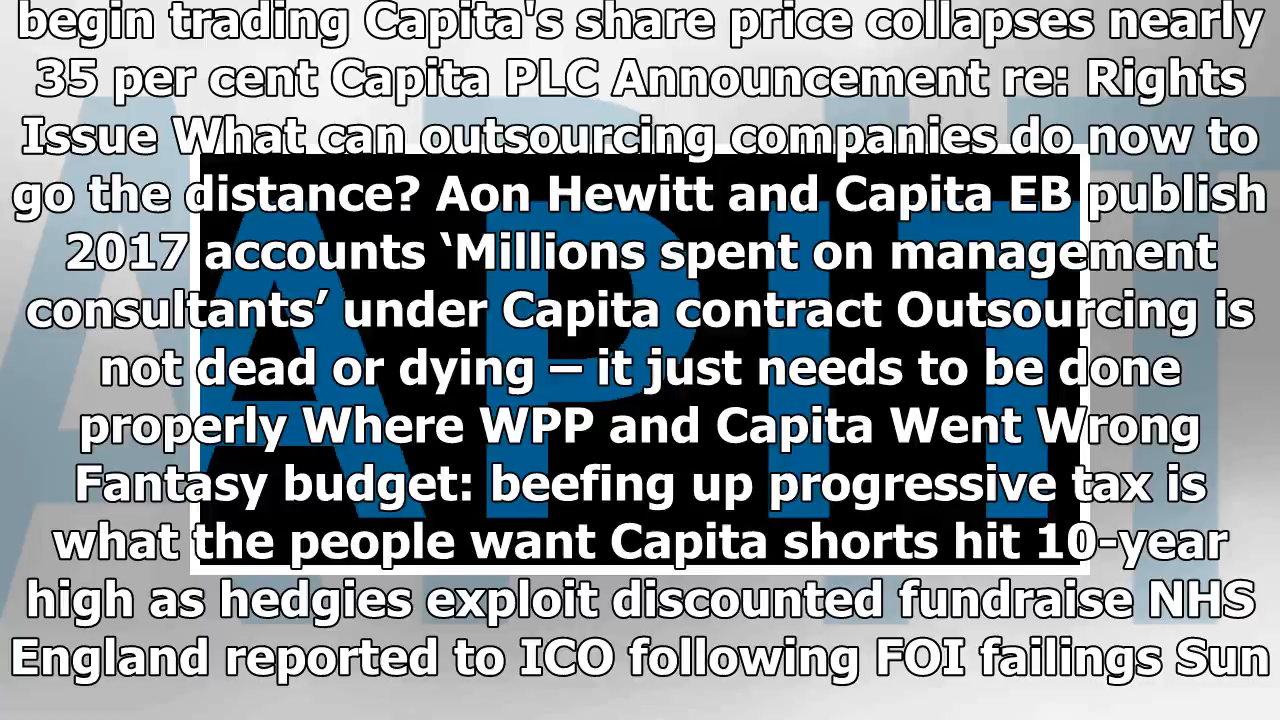 begin trading Capita's share price collapses nearly
35 per cent Capita PLC Announcement re: Rights
Issue What can outsourcing companies do now to
go the distance? Aon Hewitt and Capita EB publish
2017 accounts ‘Millions spent on management
consultants’ under Capita contract Outsourcing is
not dead or dying – it just needs to be done
properly Where WPP and Capita Went Wrong
Fantasy budget: beefing up progressive tax is
what the people want Capita shorts hit 10-year
high as hedgies exploit discounted fundraise NHS
England reported to ICO following FOI failings Sun
APIT